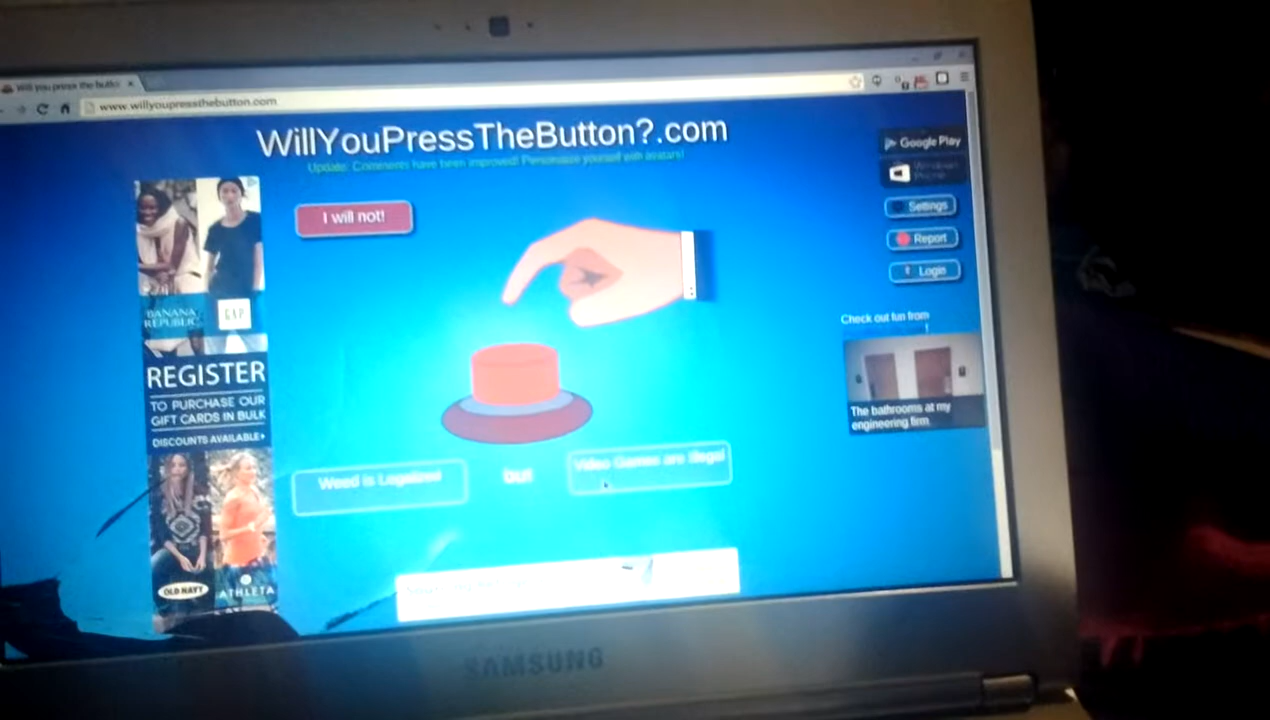 Will you press the butto
www.willyoupressthebutton.com
WillYouPressTheButton?.com
Update: Comments have been improved! Personalise yourself with avatars!
Google Play
Windows Phone
I will not!
Settings
Report
Login
BANANA REPUBLIC
GAP
REGISTER
TO PURCHASE OUR
GIFT CARDS IN BULK
DISCOUNTS AVAILABLE
OLD NAVY
ATHLETA
Check out fun from
The bathrooms at my
engineering firm
Weed is Legalized
but
Video Games are Illegal
SAMSUNG